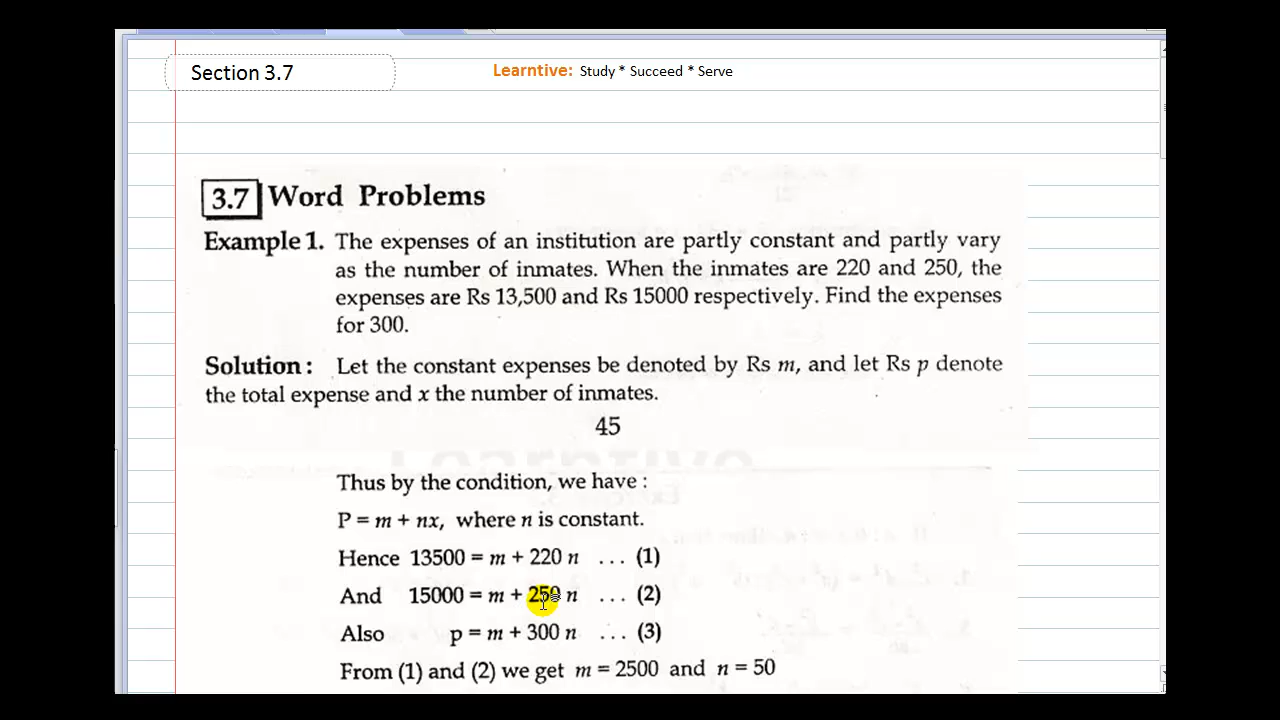 Section 3.7
Learntive: Study * Succeed * Serve
3.7 Word Problems
Example 1. The expenses of an institution are partly constant and partly vary
as the number of inmates. When the inmates are 220 and 250, the
expenses are Rs 13,500 and Rs 15000 respectively. Find the expenses
for 300.
Solution : Let the constant expenses be denoted by Rs m, and let Rs p denote
the total expense and x the number of inmates.
45
Thus by the condition, we have :
P = m + nx, where n is constant.
Hence 13500 = m + 220 n ... (1)
And 15000 = m + 250 n ... (2)
Also p = m + 300 n ... (3)
From (1) and (2) we get m = 2500 and n = 50